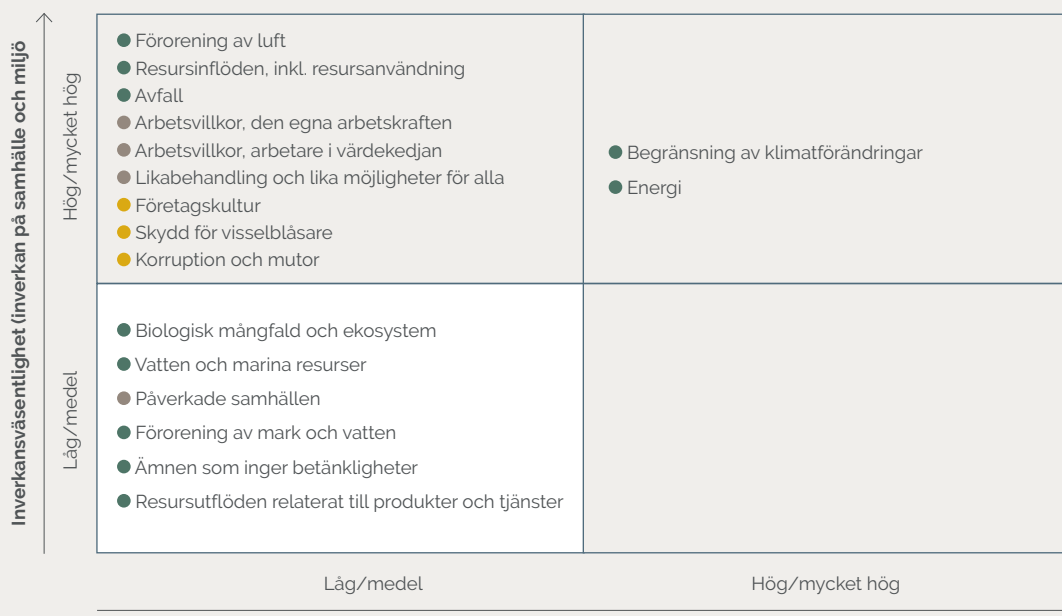 Inverkansväsentlighet (inverkan på samhälle och miljö
Hög/mycket hög
Förorening av luft
Resursinflöden, inkl. resursanvändning
Avfall
Arbetsvillkor, den egna arbetskraften
Arbetsvillkor, arbetare i värdekedjan
Likabehandling och lika möjligheter för alla
Företagskultur
Skydd för visselblåsare
Korruption och mutor
Begränsning av klimatförändringar
Energi
Låg/medel
Biologisk mångfald och ekosystem
Vatten och marina resurser
Påverkade samhällen
Förorening av mark och vatten
Ämnen som inger betänkligheter
Resursutflöden relaterat till produkter och tjänster
Låg/medel
Hög/mycket hög